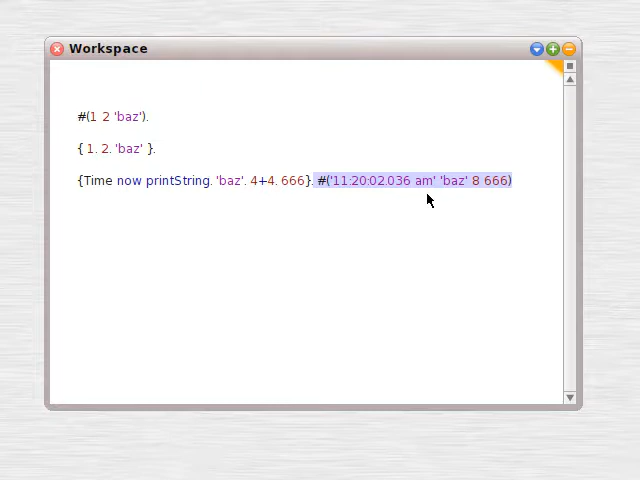 Workspace
#(1 2 'baz').
{ 1. 2. 'baz' }.
{Time now printString. 'baz'. 4+4. 666}. #('11:20:02.036 am' 'baz' 8 666)